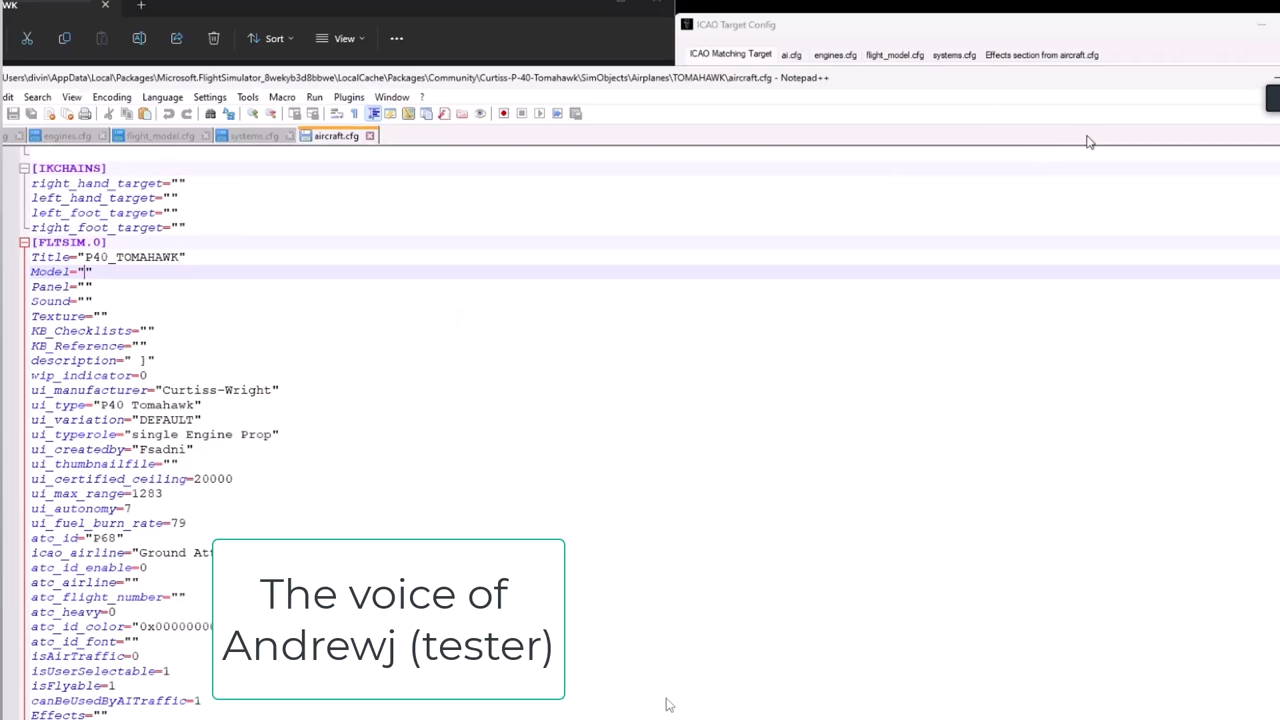 WK
Sort
View
ICAO Target Config
ICAO Matching Target ai.cfg engines.cfg flight_model.cfg systems.cfg Effects section from aircraft.cfg
Users\divin\AppData\Local\Packages\Microsoft.FlightSimulator_8wekyb3d8bbwe\LocalCache\Packages\Community\Curtiss-P-40-Tomahawk\SimObjects\Airplanes\TOMAHAWK\aircraft.cfg - Notepad++
dit Search View Encoding Language Settings Tools Macro Run Plugins Window ?
g engines.cfg flight_model.cfg systems.cfg aircraft.cfg
[IKCHAINS]
right_hand_target=""
left_hand_target=""
left_foot_target=""
right_foot_target=""
[FLTSIM.0]
Title="P40_TOMAHAWK"
Model=""
Panel=""
Sound=""
Texture=""
KB_Checklists=""
KB_Reference=""
description=" ]"
wip_indicator=0
ui_manufacturer="Curtiss-Wright"
ui_type="P40 Tomahawk"
ui_variation="DEFAULT"
ui_typerole="single Engine Prop"
ui_createdby="Fsadni"
ui_thumbnailfile=""
ui_certified_ceiling=20000
ui_max_range=1283
ui_autonomy=7
ui_fuel_burn_rate=79
atc_id="P68"
icao_airline="Ground Att
atc_id_enable=0
atc_airline=""
atc_flight_number=""
atc_heavy=0
atc_id_color="0x0000000
atc_id_font=""
isAirTraffic=0
isUserSelectable=1
isFlyable=1
canBeUsedByAITraffic=1
Effects=""
The voice of
Andrewj (tester)